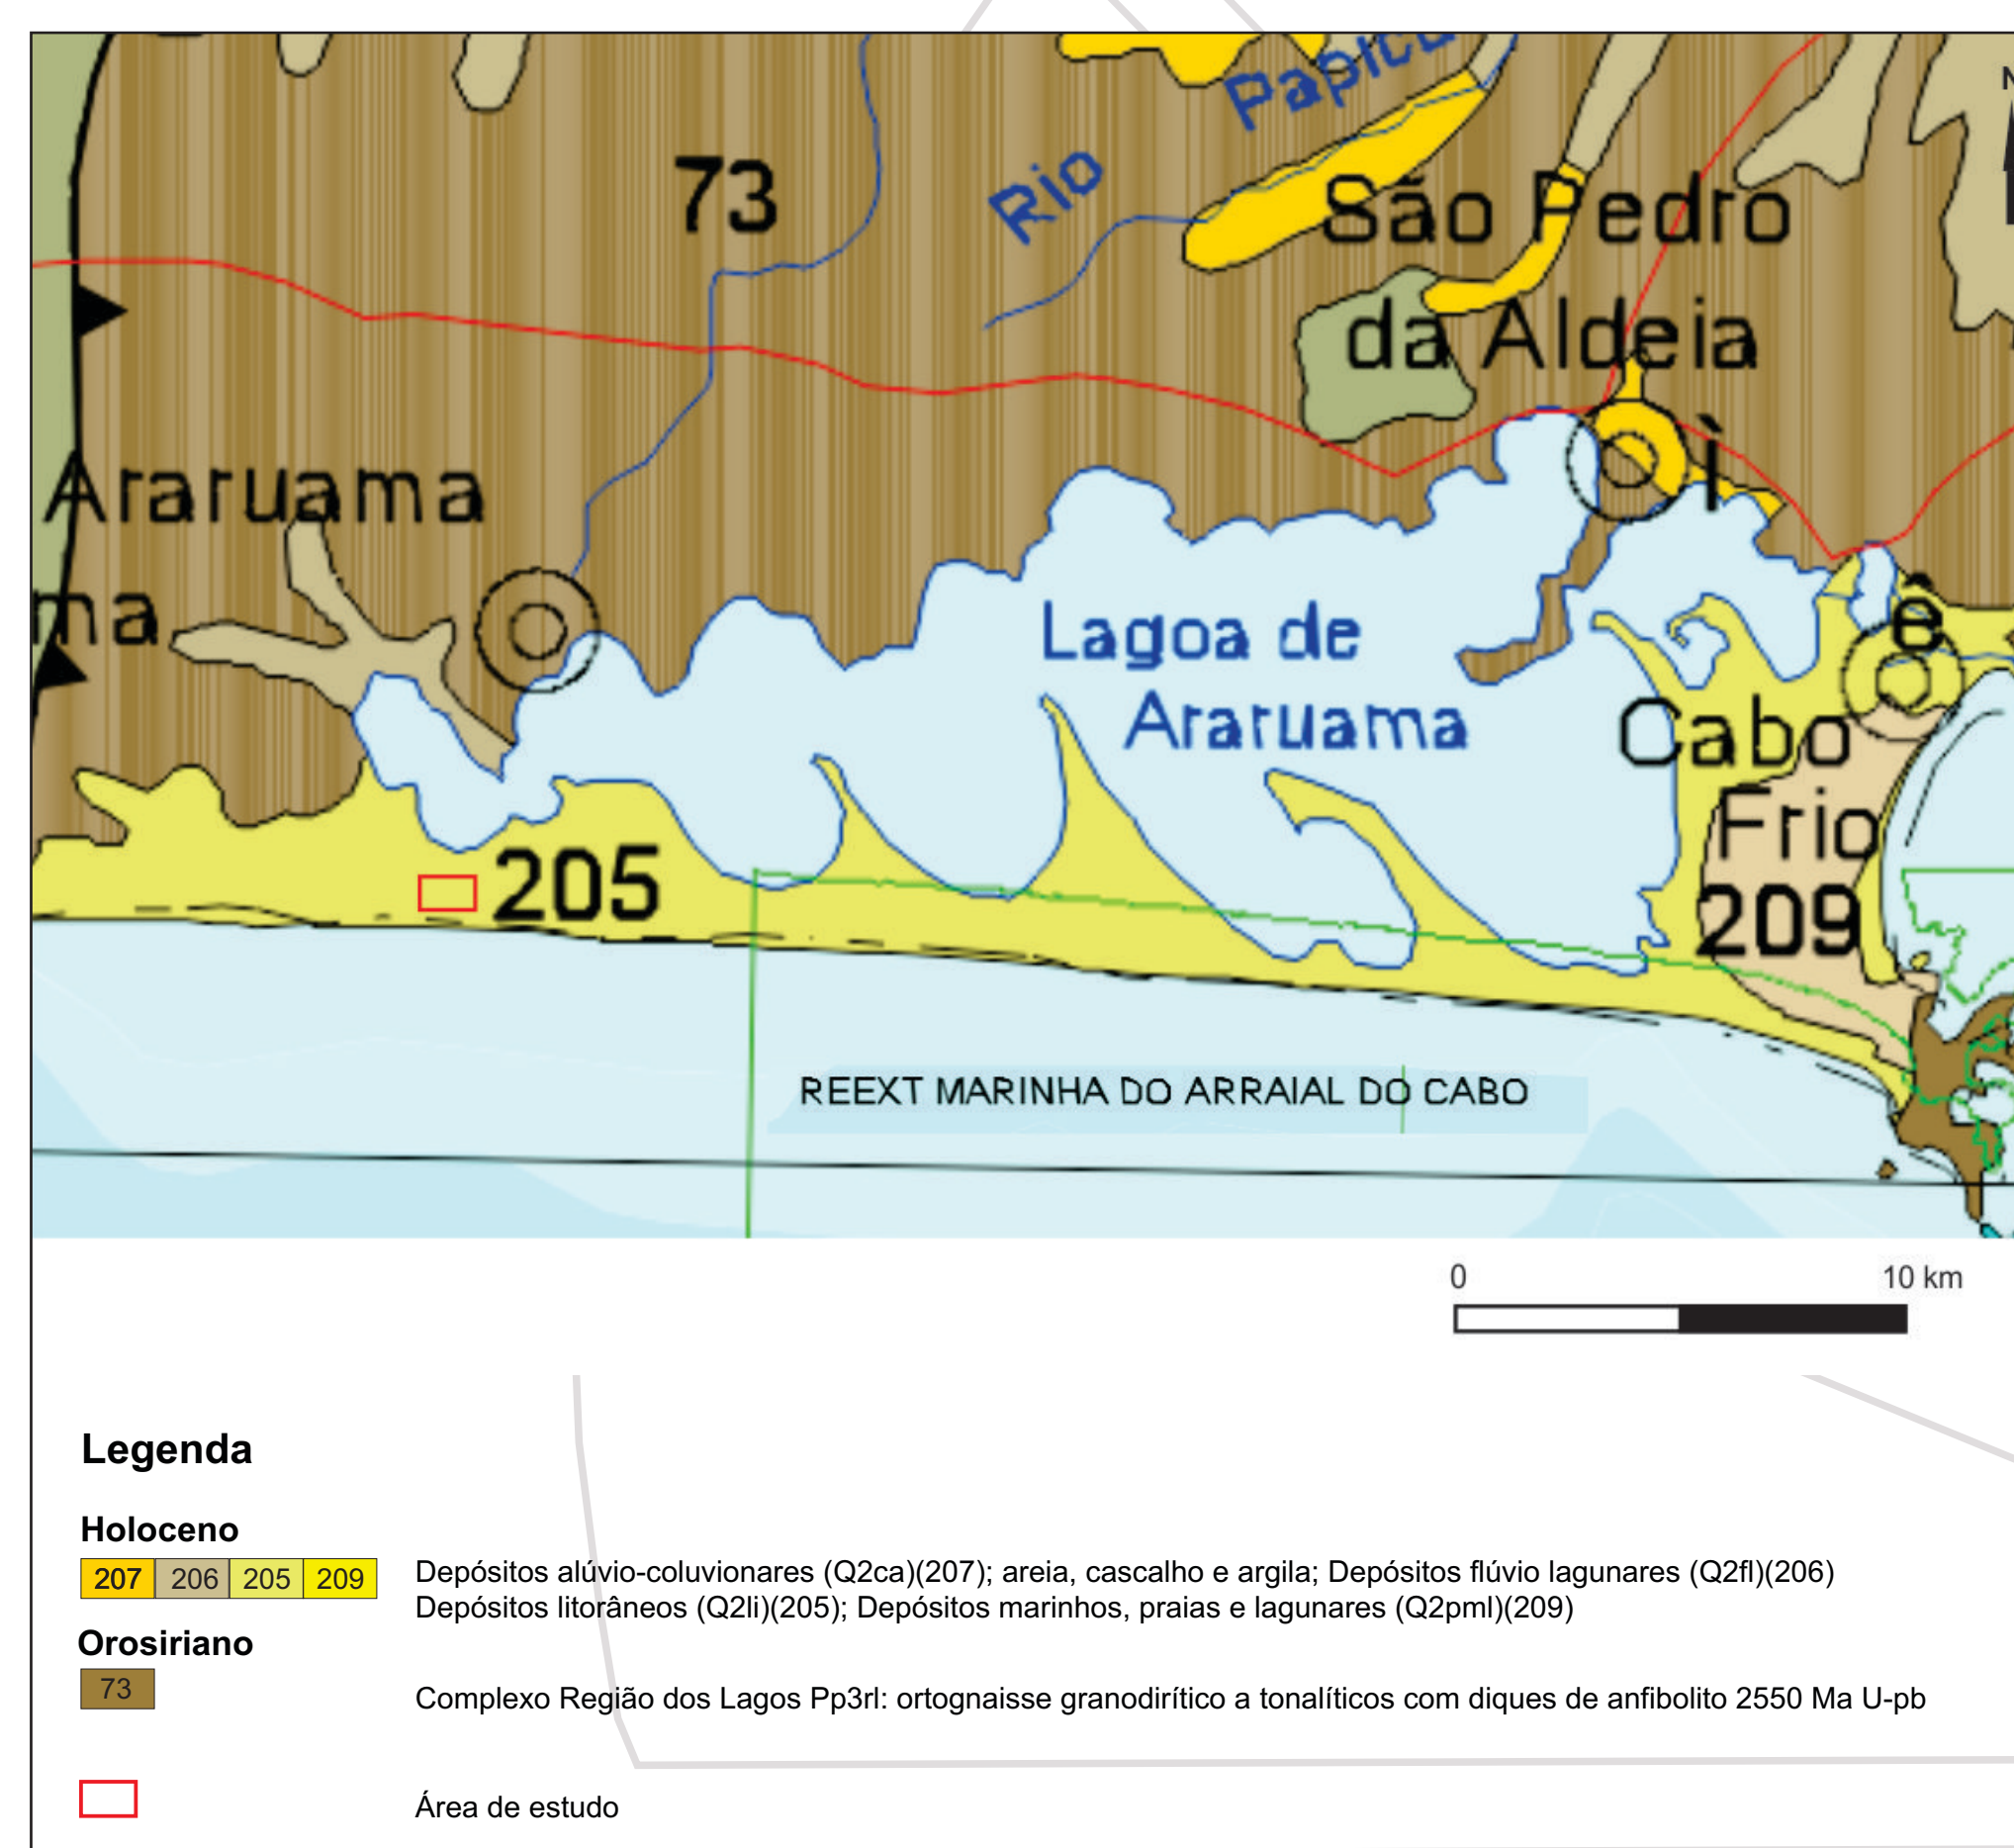 N
Papicu
Rio
73
São Pedro
da Aldeia
Araruama
ma
Lagoa de
Araruama
Cabo
Frio
205
209
REEXT MARINHA DO ARRAIAL DO CABO
0 10 km
Legenda
Holoceno
207 206 205 209
Depósitos alúvio-coluvionares (Q2ca)(207); areia, cascalho e argila; Depósitos flúvio lagunares (Q2fl)(206)
Depósitos litorâneos (Q2li)(205); Depósitos marinhos, praias e lagunares (Q2pml)(209)
Orosiriano
73
Complexo Região dos Lagos Pp3rl: ortognaisse granodirítico a tonalíticos com diques de anfibolito 2550 Ma U-pb
Área de estudo